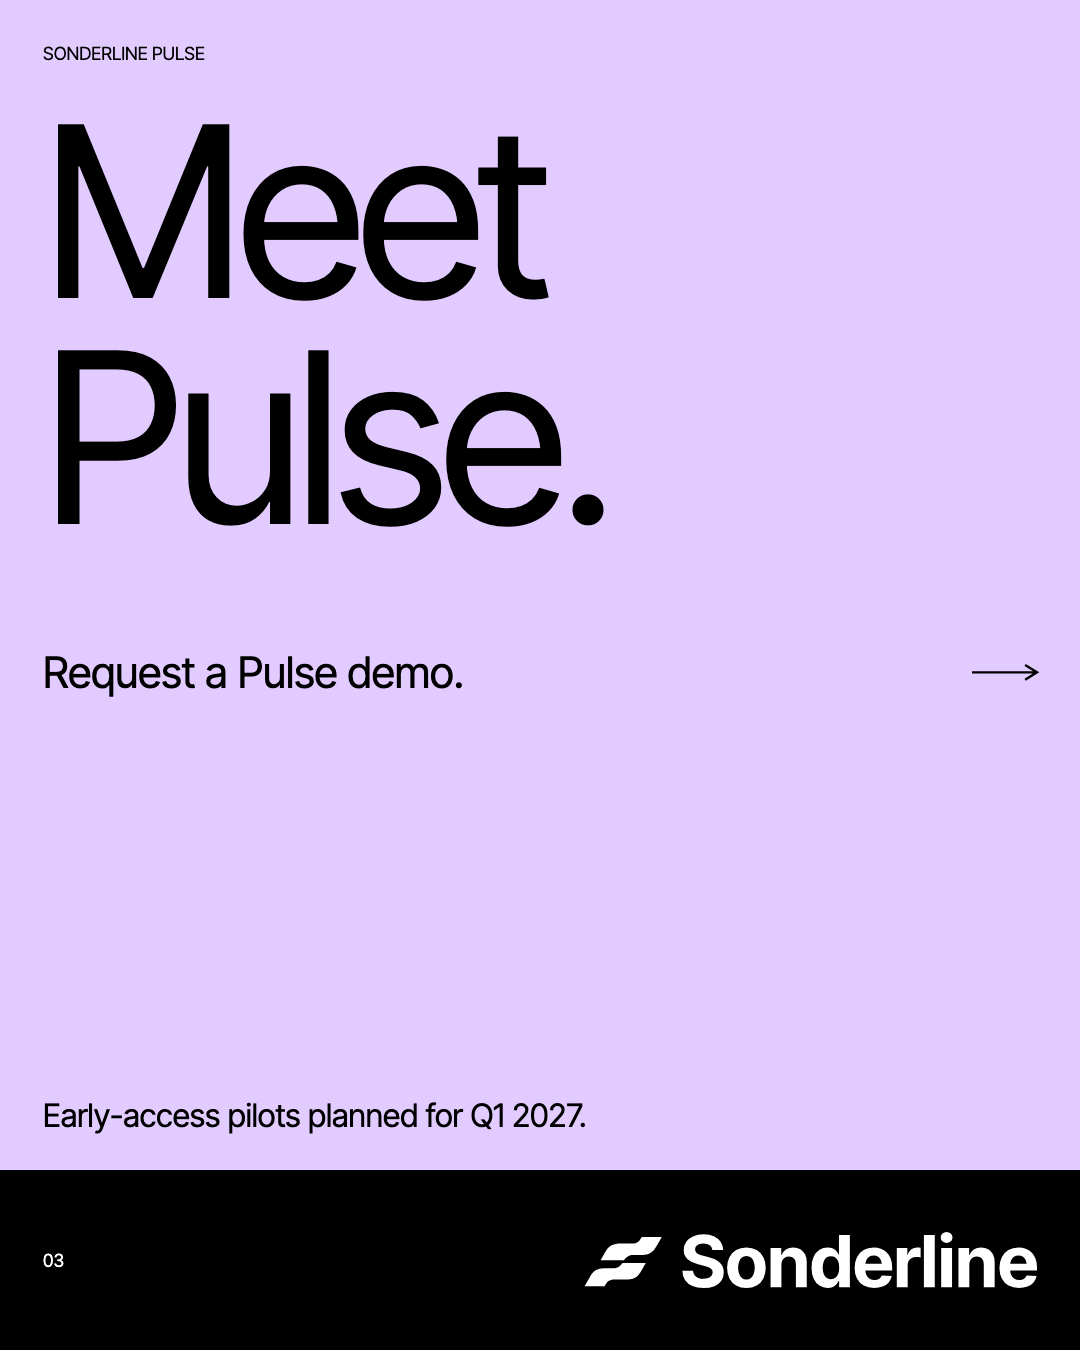 SONDERLINE PULSE
Meet
Pulse.
Request a Pulse demo.
Early-access pilots planned for Q1 2027.
03
Sonderline